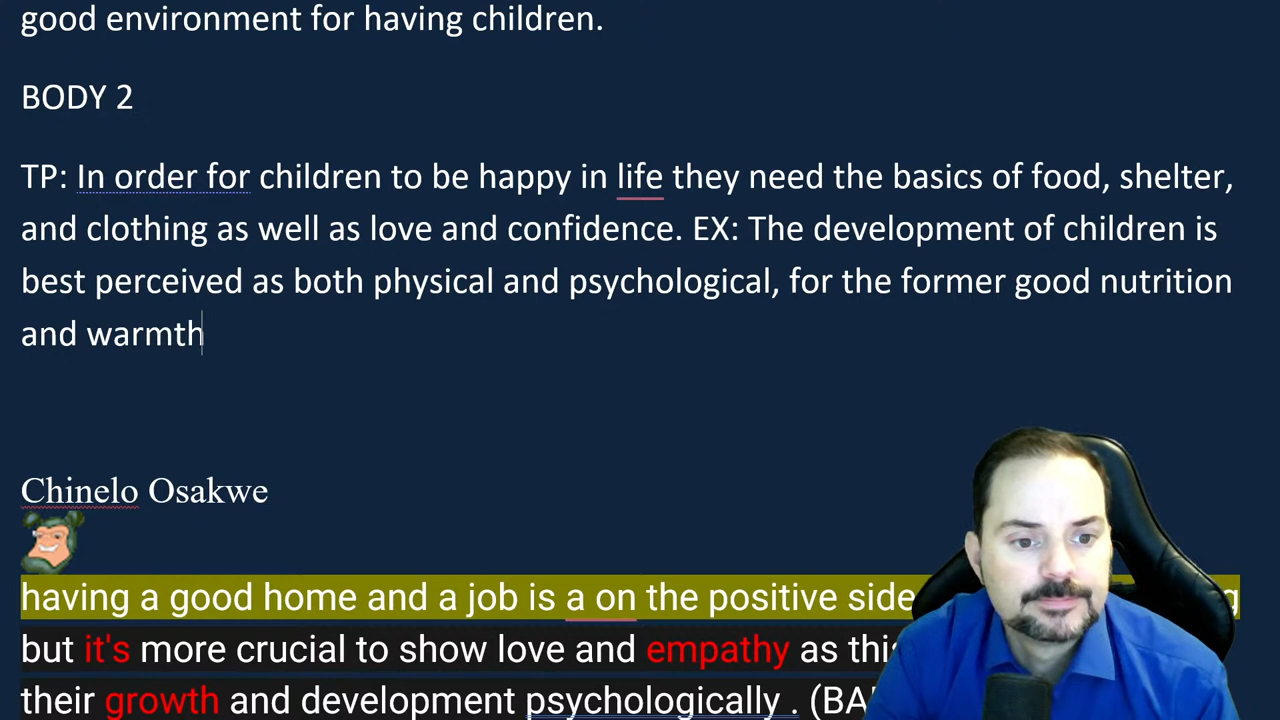 good environment for having children.
BODY 2
TP: In order for children to be happy in life they need the basics of food, shelter,
and clothing as well as love and confidence. EX: The development of children is
best perceived as both physical and psychological, for the former good nutrition
and warmth
Chinelo Osakwe
having a good home and a job is a on the positive side
but it's more crucial to show love and empathy as this
their growth and development psychologically . (BA